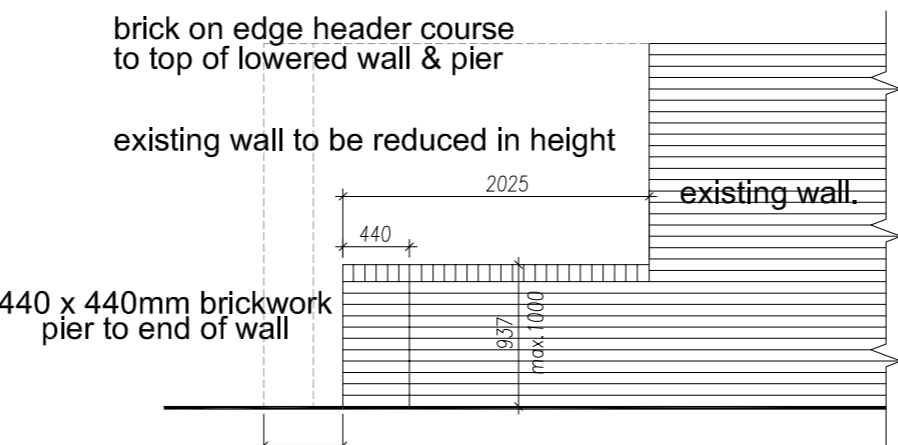 brick on edge header course
to top of lowered wall & pier
existing wall to be reduced in height
2025
existing wall.
440
440 x 440mm brickwork
pier to end of wall
937
max.1000